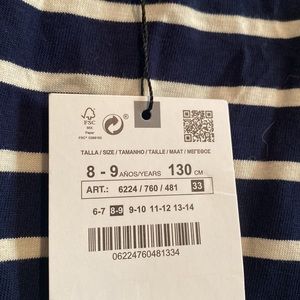 FSC
MIX
Paper
TALLA / SIZE / TAMANHO / TAILLE / MAAT / ΜΕΓΕΘΟΣ
8 - 9 AÑOS/YEARS 130 CM
ART.: 6224 / 760 / 481 33
6-7 8-9 9-10 11-12 13-14
06224760481334